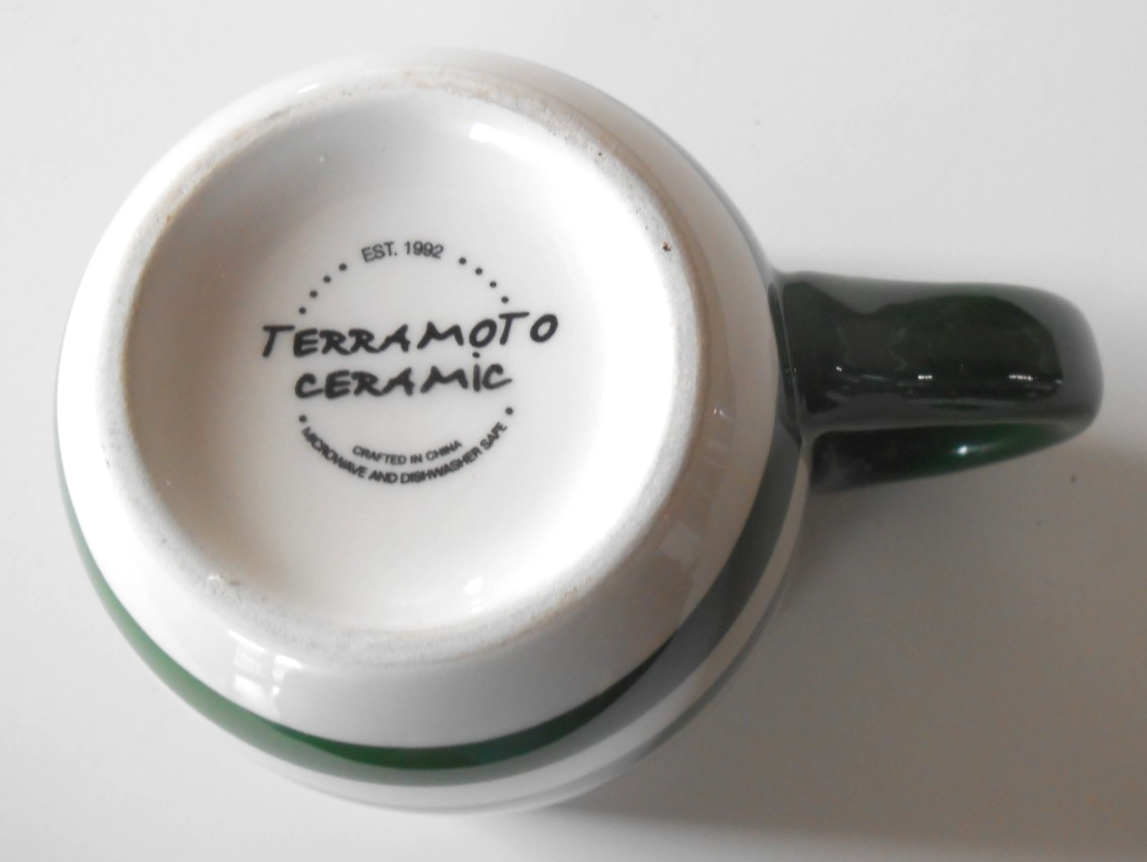 EST. 1992
TERRAMOTO
CERAMIC
CRAFTED IN CHINA
MICROWAVE AND DISHWASHER SAFE